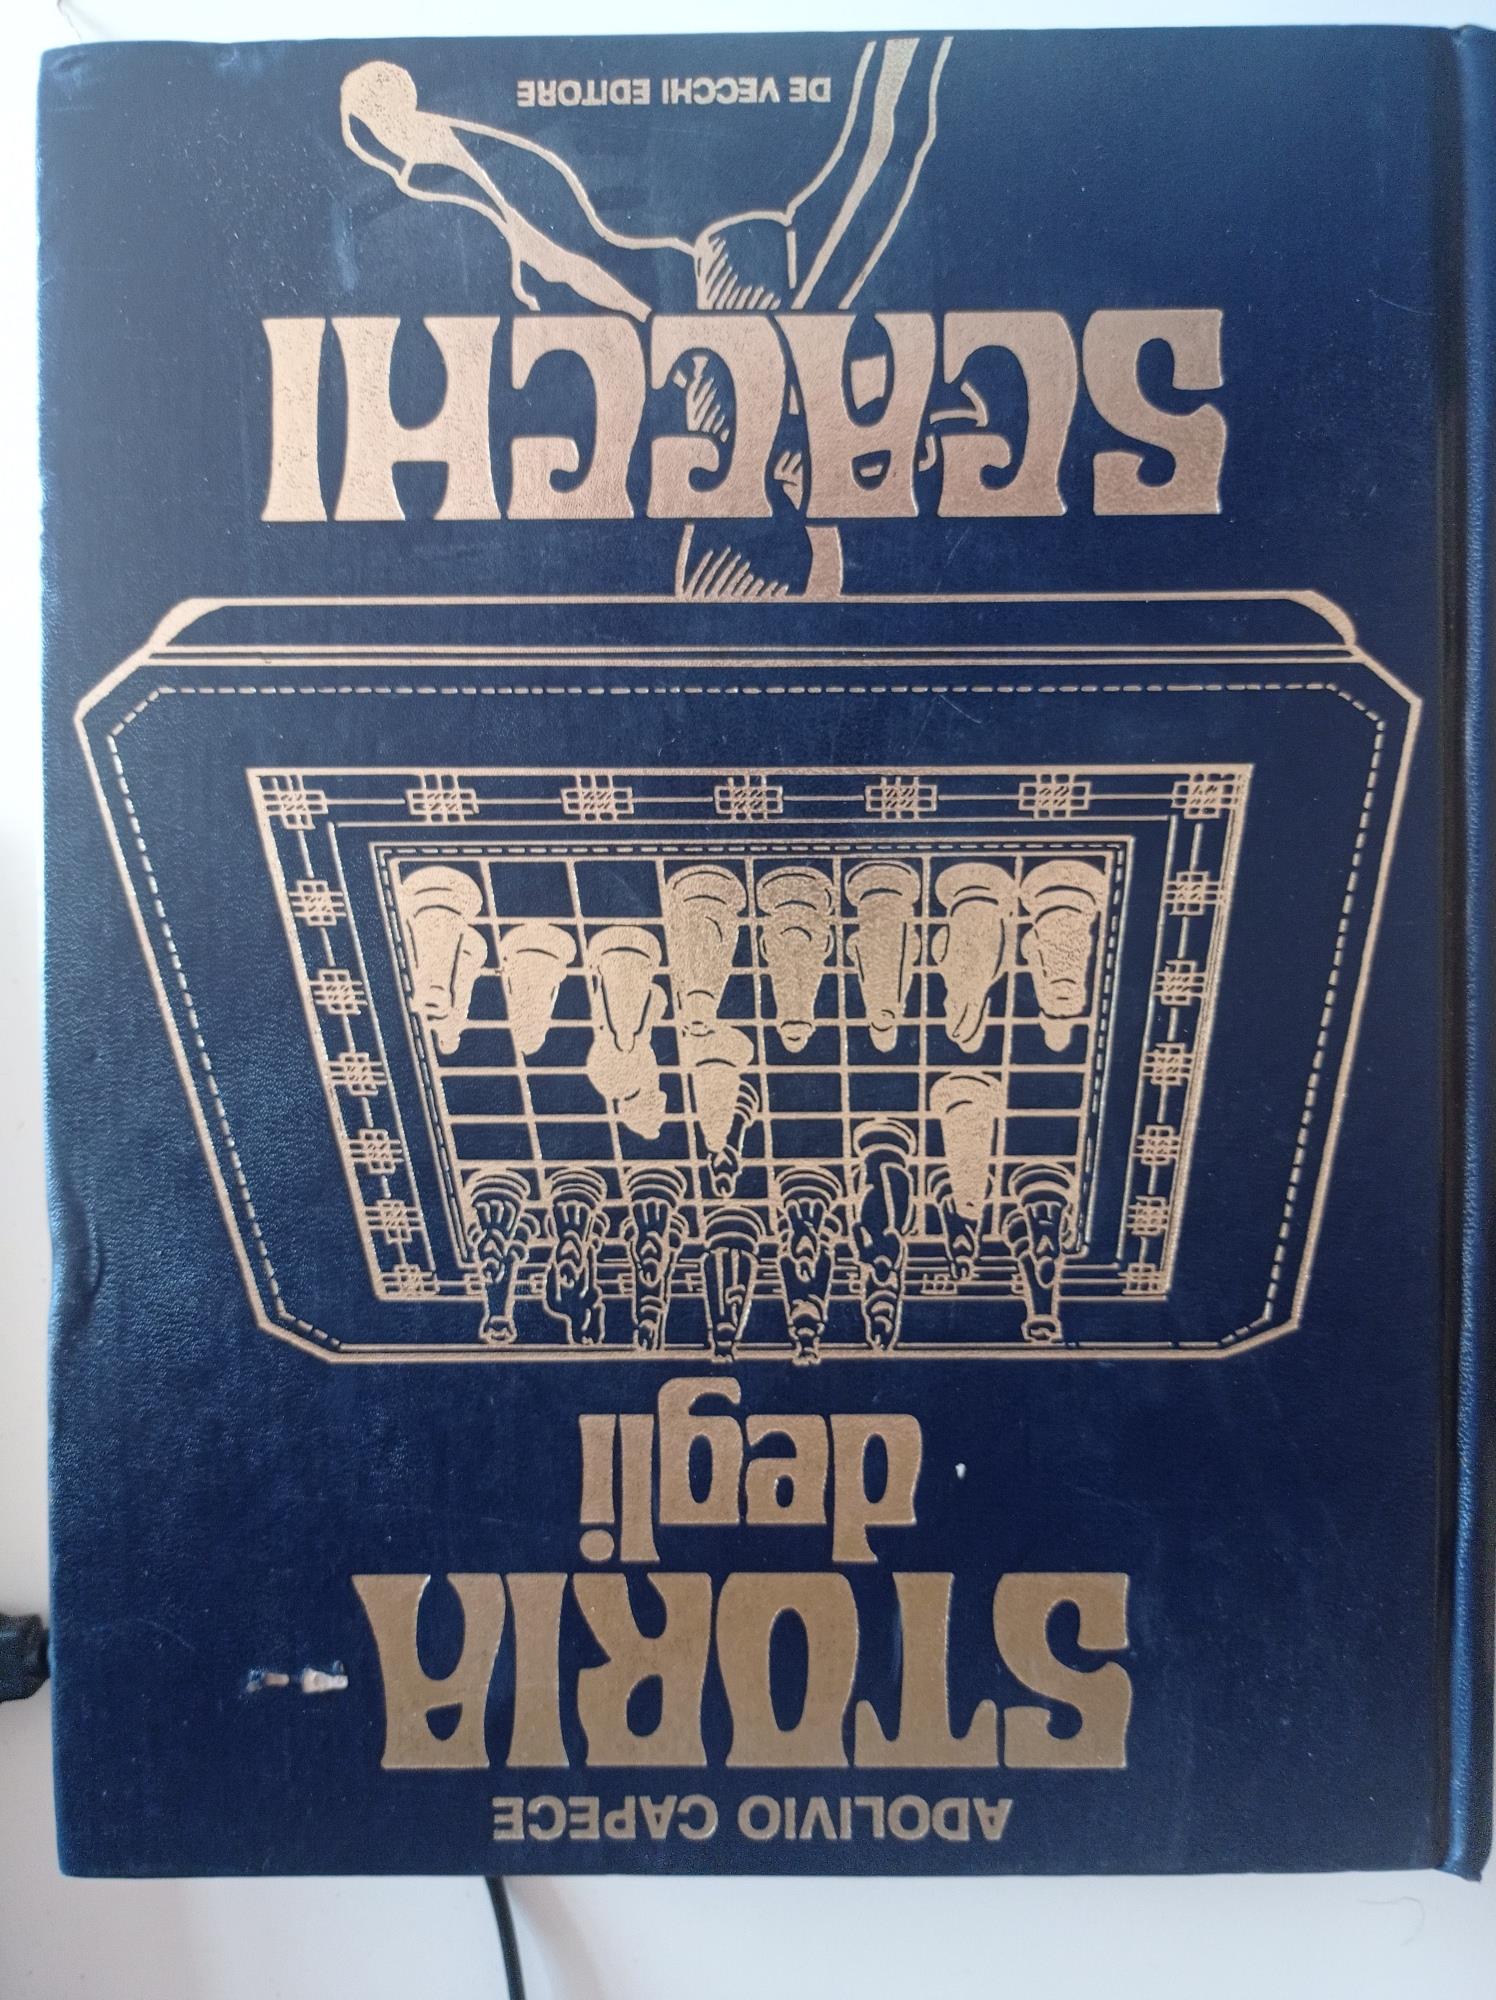 ADOLIVIO CAPECE
STORIA
degli
SCACCHI
DE VECCHI EDITORE